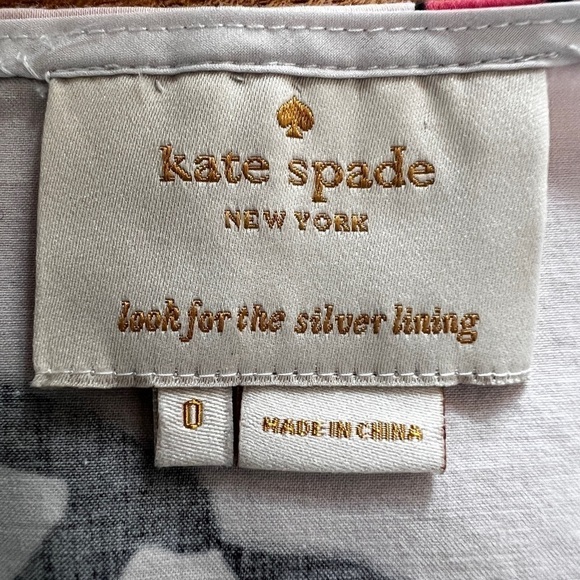 kate spade
NEW YORK
look for the silver lining
0
MADE IN CHINA